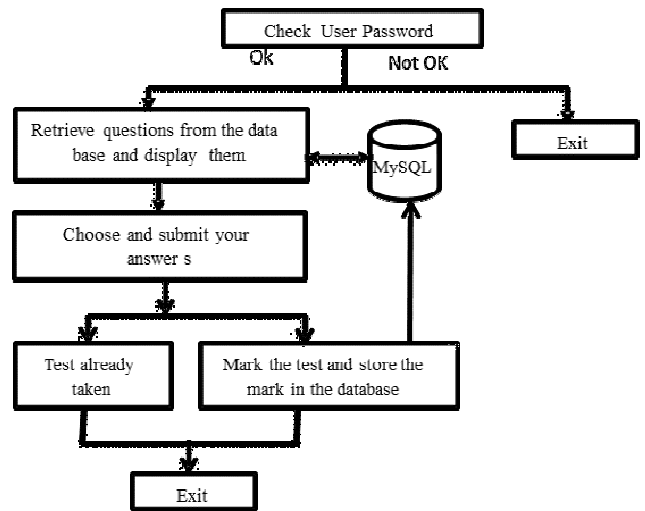 Check User Password
Ok
Not OK
Retrieve questions from the data
base and display them
MySQL
Exit
Choose and submit your
answer s
Test already
taken
Mark the test and store the
mark in the database
Exit